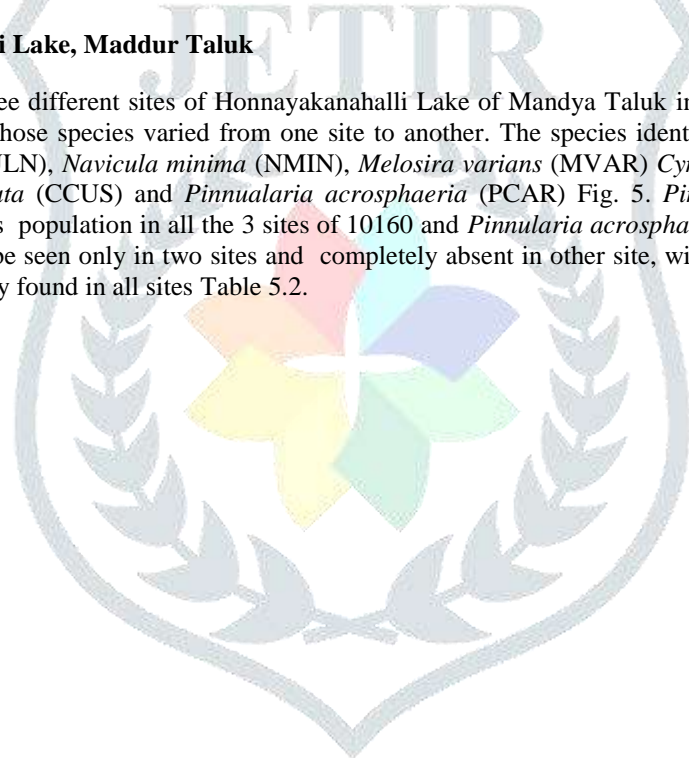 JETIR
i Lake, Maddur Taluk
ee different sites of Honnayakanahalli Lake of Mandya Taluk in
hose species varied from one site to another. The species ident
LN), Navicula minima (NMIN), Melosira varians (MVAR) Cyn
ata (CCUS) and Pinnualaria acrosphaeria (PCAR) Fig. 5. Pin
s population in all the 3 sites of 10160 and Pinnularia acrospha
be seen only in two sites and completely absent in other site, wi
y found in all sites Table 5.2.